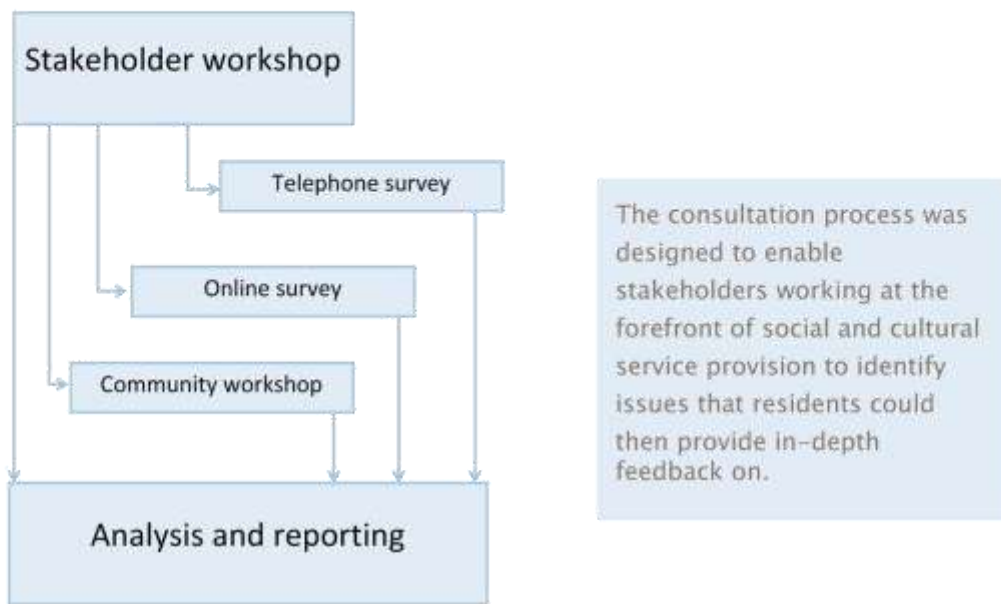 Stakeholder workshop
Telephone survey
Online survey
Community workshop
Analysis and reporting
The consultation process was
designed to enable
stakeholders working at the
forefront of social and cultural
service provision to identify
issues that residents could
then provide in-depth
feedback on.